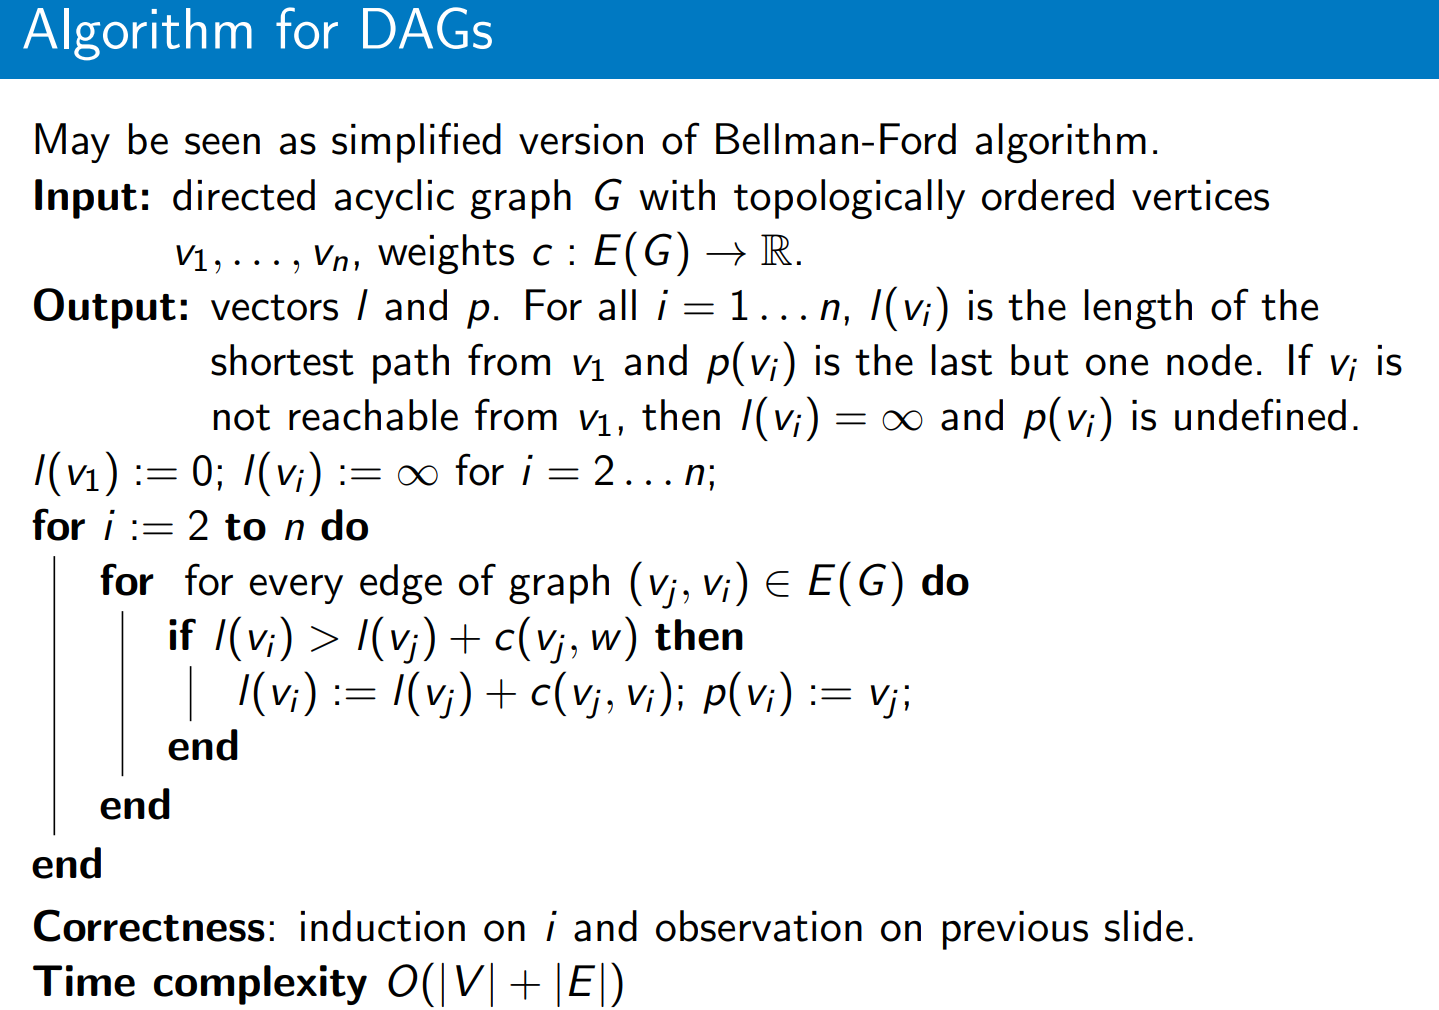 Algorithm for DAGs
May be seen as simplified version of Bellman-Ford algorithm.
Input: directed acyclic graph G with topologically ordered vertices
v₁, . . . , vₙ, weights c : E(G) → ℝ.
Output: vectors l and p. For all i = 1 . . . n, l(vᵢ) is the length of the
shortest path from v₁ and p(vᵢ) is the last but one node. If vᵢ is
not reachable from v₁, then l(vᵢ) = ∞ and p(vᵢ) is undefined.
l(v₁) := 0; l(vᵢ) := ∞ for i = 2 . . . n;
for i := 2 to n do
for for every edge of graph (vⱼ, vᵢ) ∈ E(G) do
if l(vᵢ) > l(vⱼ) + c(vⱼ, w) then
l(vᵢ) := l(vⱼ) + c(vⱼ, vᵢ); p(vᵢ) := vⱼ;
end
end
end
Correctness: induction on i and observation on previous slide.
Time complexity O(|V| + |E|)